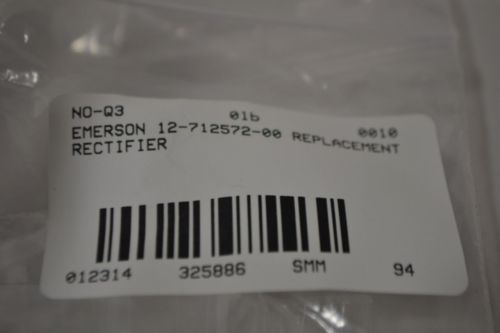 NO-Q3 01b 0010
EMERSON 12-712572-00 REPLACEMENT
RECTIFIER
012314 325886 SMM 94